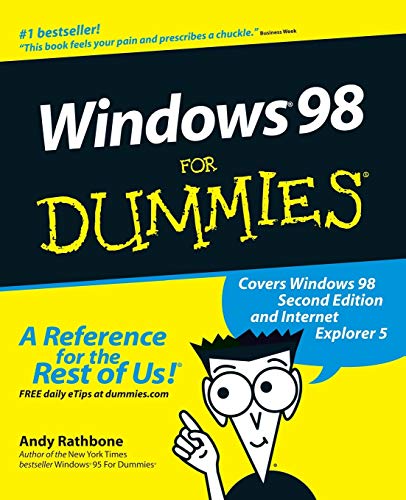 #1 bestseller!
"This book feels your pain and prescribes a chuckle." Business Week
Windows® 98
FOR
DUMMIES®
Covers Windows 98
Second Edition
and Internet
Explorer 5
A Reference
for the
Rest of Us!®
FREE daily eTips at dummies.com
Andy Rathbone
Author of the New York Times
bestseller Windows® 95 For Dummies®